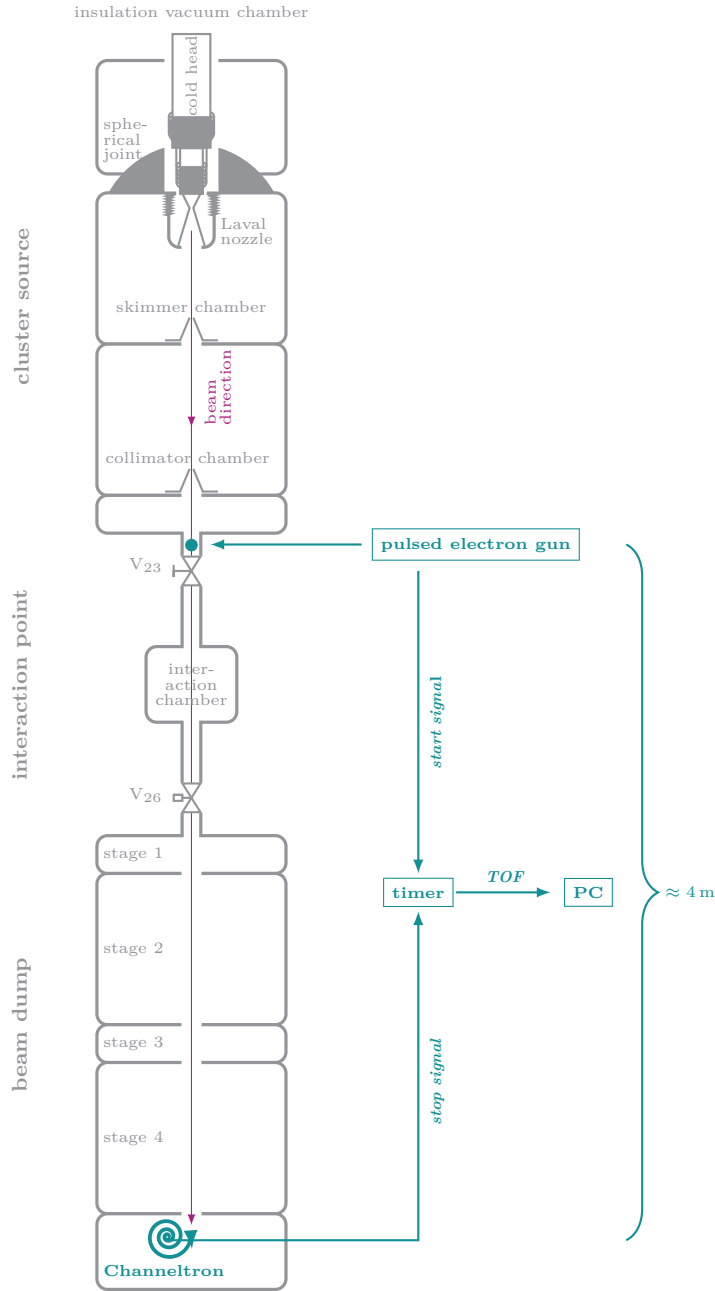 insulation vacuum chamber
cold head
sphe-
rical
joint
Laval
nozzle
cluster source
skimmer chamber
beam
direction
collimator chamber
pulsed electron gun
V23
interaction point
inter-
action
chamber
start signal
V26
stage 1
timer
TOF
PC
≈ 4 m
stage 2
beam dump
stage 3
stop signal
stage 4
Channeltron